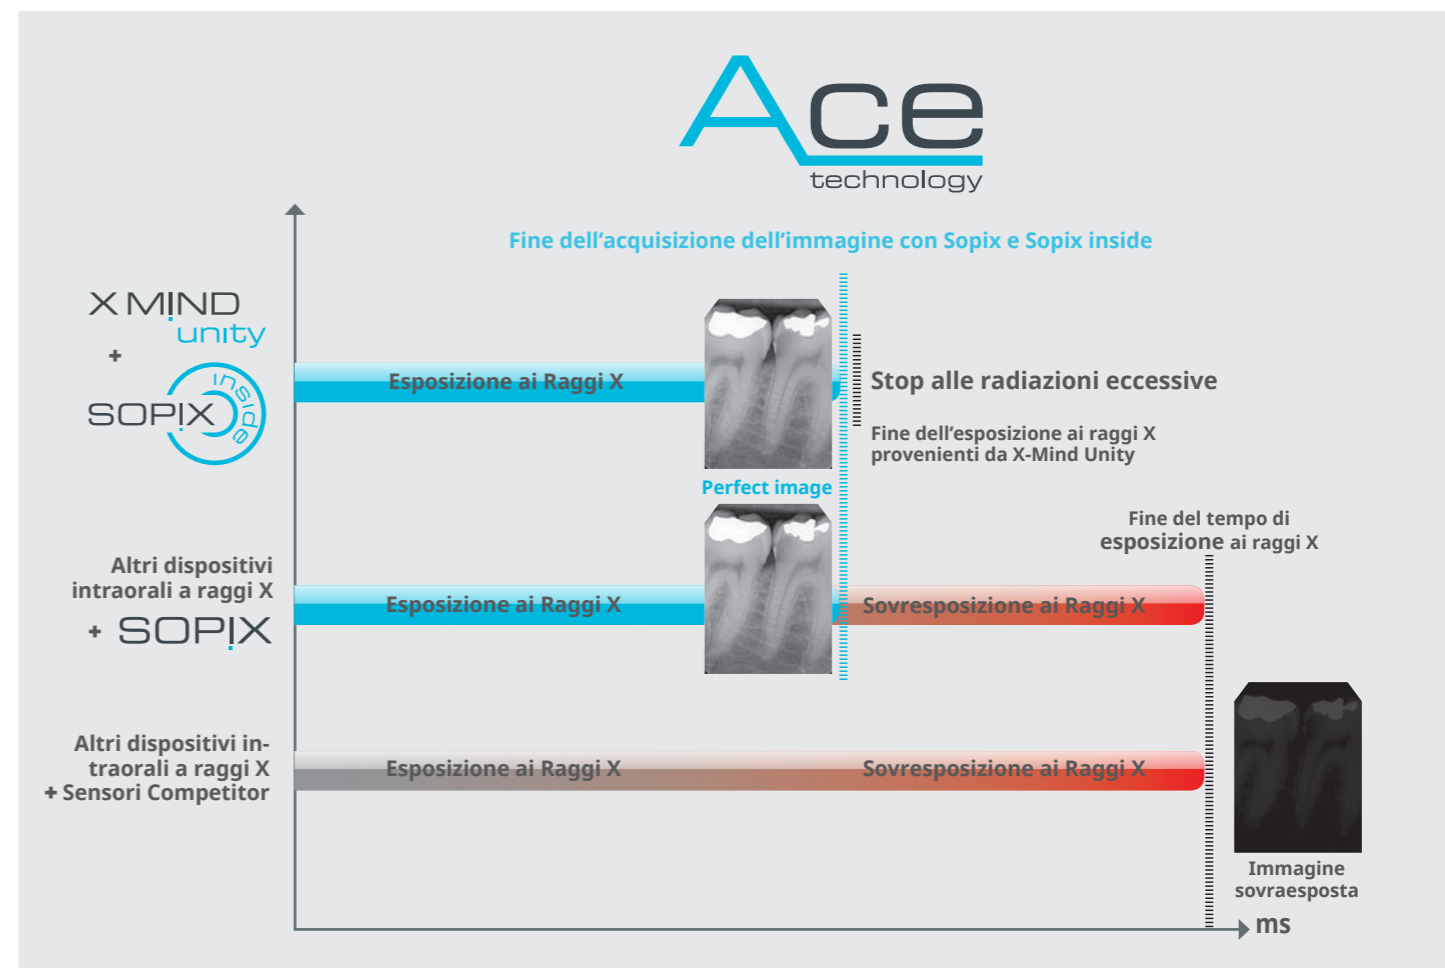 Ace
technology
Fine dell'acquisizione dell'immagine con Sopix e Sopix inside
X MIND
unity
+
SOPIX inside
Esposizione ai Raggi X
Stop alle radiazioni eccessive
Fine dell'esposizione ai raggi X
provenienti da X-Mind Unity
Perfect image
Fine del tempo di
esposizione ai raggi X
Altri dispositivi
intraorali a raggi X
+ SOPIX
Esposizione ai Raggi X
Sovresposizione ai Raggi X
Altri dispositivi in-
traorali a raggi X
+ Sensori Competitor
Esposizione ai Raggi X
Sovresposizione ai Raggi X
Immagine
sovraesposta
ms